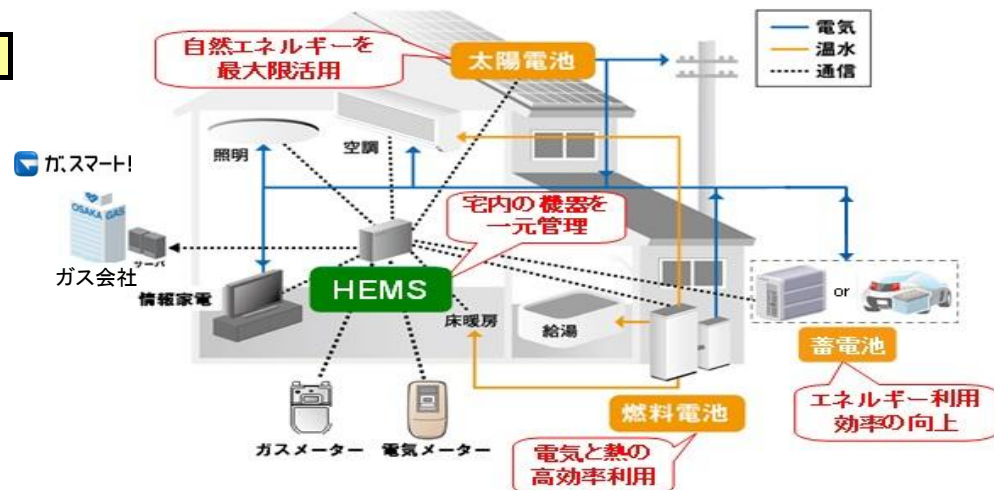 自然エネルギーを
最大限活用
太陽電池
電気
温水
通信
照明
空調
ガ、スマート!
OSAKA GAS
サーバ
ガス会社
宅内の機器を
一元管理
情報家電
HEMS
床暖房
給湯
or
蓄電池
エネルギー利用
効率の向上
ガスメーター
電気メーター
燃料電池
電気と熱の
高効率利用